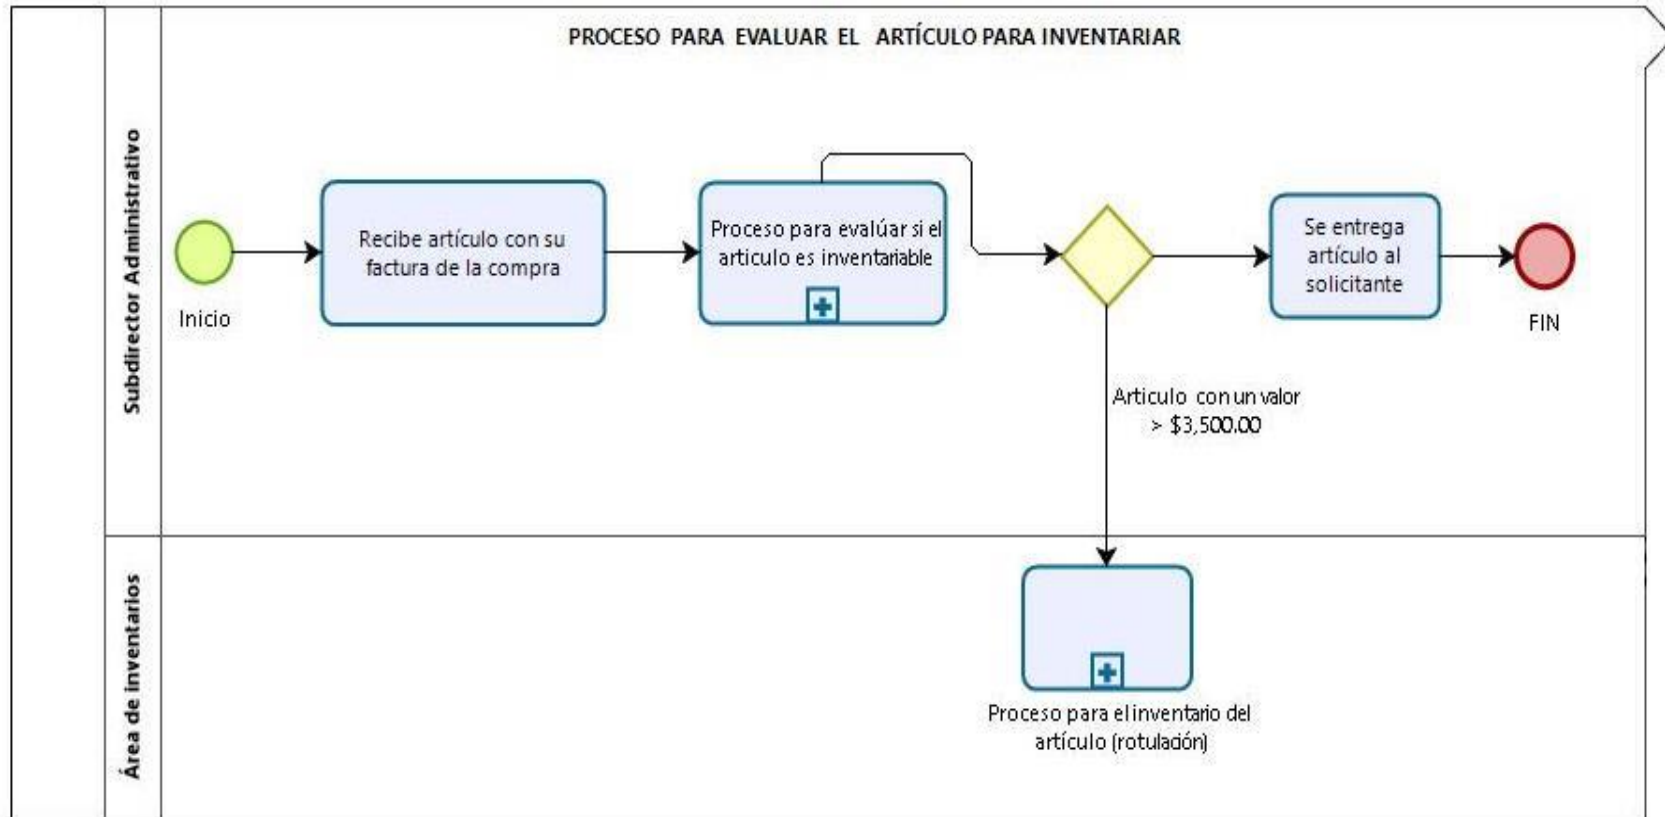 PROCESO PARA EVALUAR EL ARTÍCULO PARA INVENTARIAR
Subdirector Administrativo
Inicio
Recibe artículo con su
factura de la compra
Proceso para evalúar si el
articulo es inventariable
Se entrega
artículo al
solicitante
FIN
Articulo con un valor
> $3,500.00
Área de inventarios
Proceso para el inventario del
artículo (rotulación)